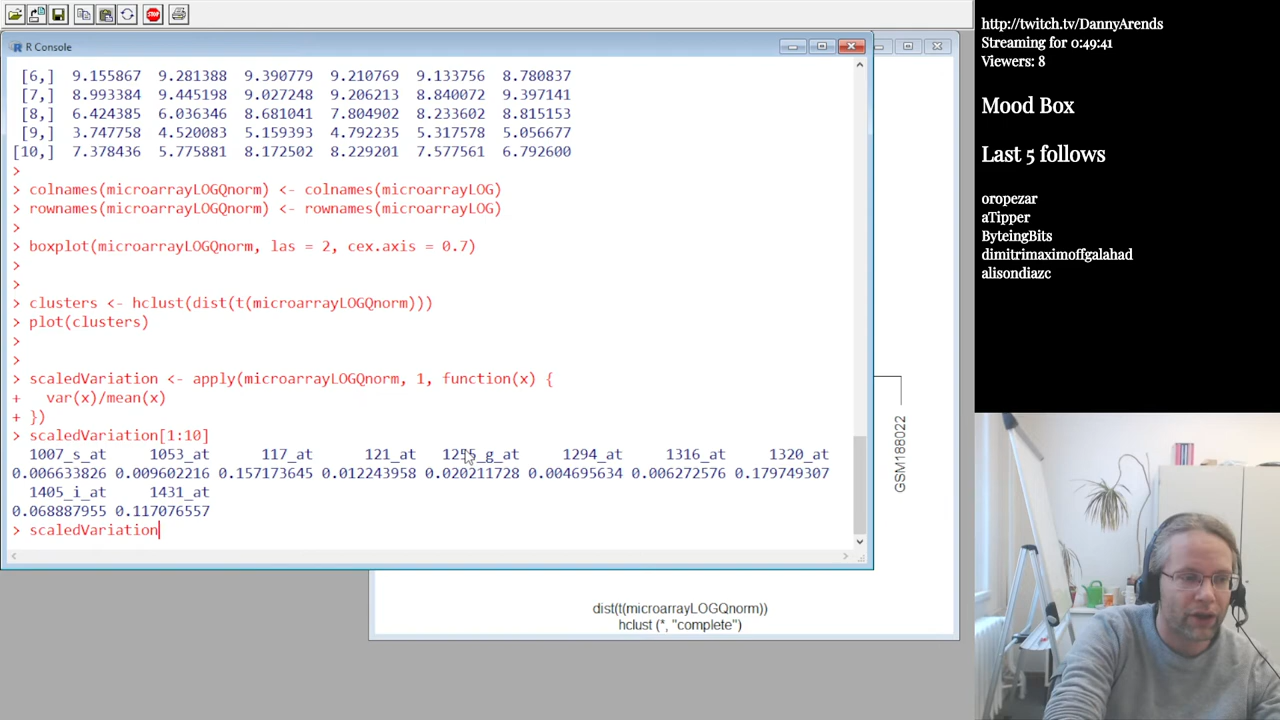 R Console
[6,] 9.155867 9.281388 9.390779 9.210769 9.133756 8.780837
[7,] 8.993384 9.445198 9.027248 9.206213 8.840072 9.397141
[8,] 6.424385 6.036346 8.681041 7.804902 8.233602 8.815153
[9,] 3.747758 4.520083 5.159393 4.792235 5.317578 5.056677
[10,] 7.378436 5.775881 8.172502 8.229201 7.577561 6.792600
>
> colnames(microarrayLOGQnorm) <- colnames(microarrayLOG)
> rownames(microarrayLOGQnorm) <- rownames(microarrayLOG)
>
> boxplot(microarrayLOGQnorm, las = 2, cex.axis = 0.7)
>
>
> clusters <- hclust(dist(t(microarrayLOGQnorm)))
> plot(clusters)
>
>
> scaledVariation <- apply(microarrayLOGQnorm, 1, function(x) {
+ var(x)/mean(x)
+ })
> scaledVariation[1:10]
1007_s_at 1053_at 117_at 121_at 1255_g_at 1294_at 1316_at 1320_at
0.006633826 0.009602216 0.157173645 0.012243958 0.020211728 0.004695634 0.006272576 0.179749307
1405_i_at 1431_at
0.068887955 0.117076557
> scaledVariation
GSM1888022
dist(t(microarrayLOGQnorm))
hclust (*, "complete")
http://twitch.tv/DannyArends
Streaming for 0:49:41
Viewers: 8
Mood Box
Last 5 follows
oropezar
aTipper
ByteingBits
dimitrimaximoffgalahad
alisondiazc
STOP